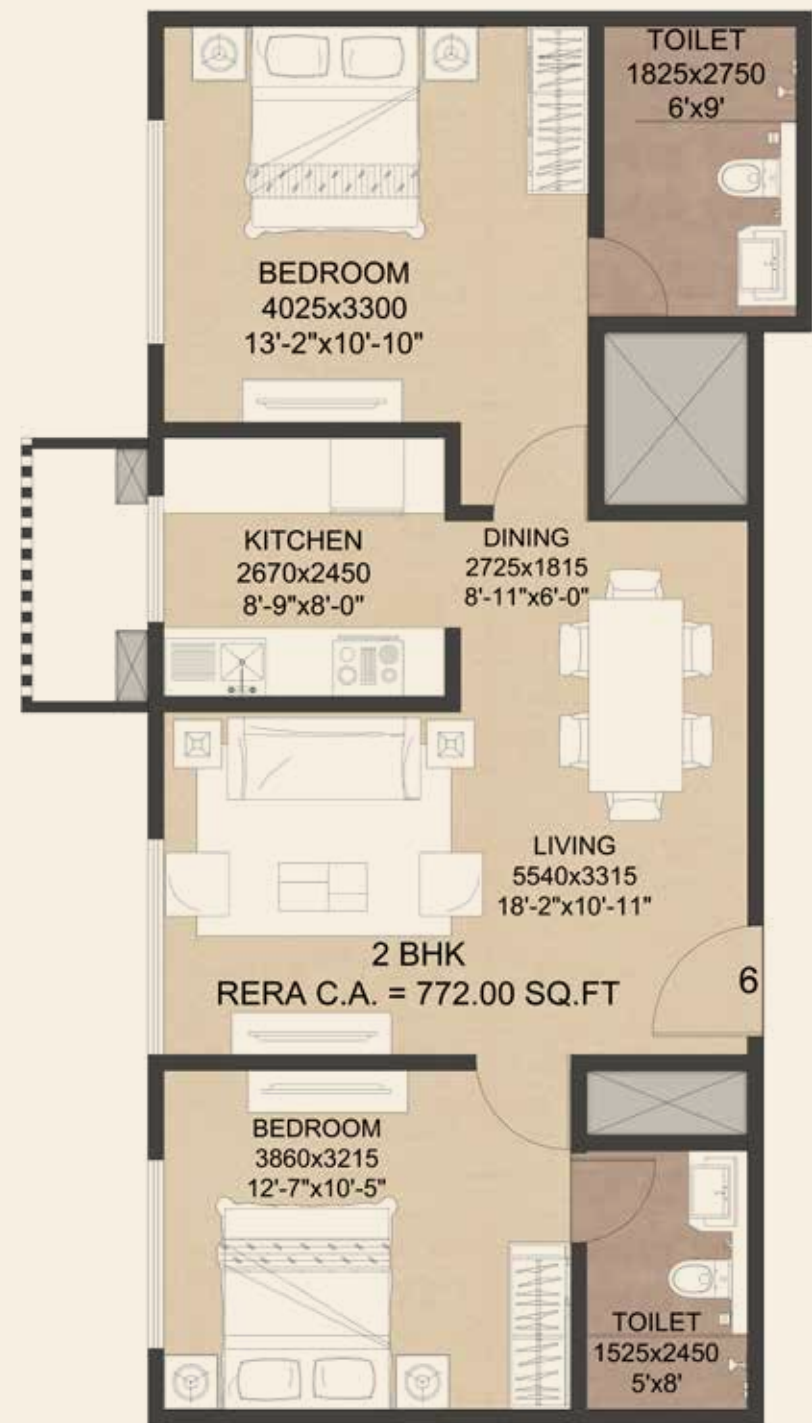 TOILET
1825x2750
6'x9'
BEDROOM
4025x3300
13'-2"x10'-10"
KITCHEN
2670x2450
8'-9"x8'-0"
DINING
2725x1815
8'-11"x6'-0"
LIVING
5540x3315
18'-2"x10'-11"
2 BHK
RERA C.A. = 772.00 SQ.FT
6
BEDROOM
3860x3215
12'-7"x10'-5"
TOILET
1525x2450
5'x8'